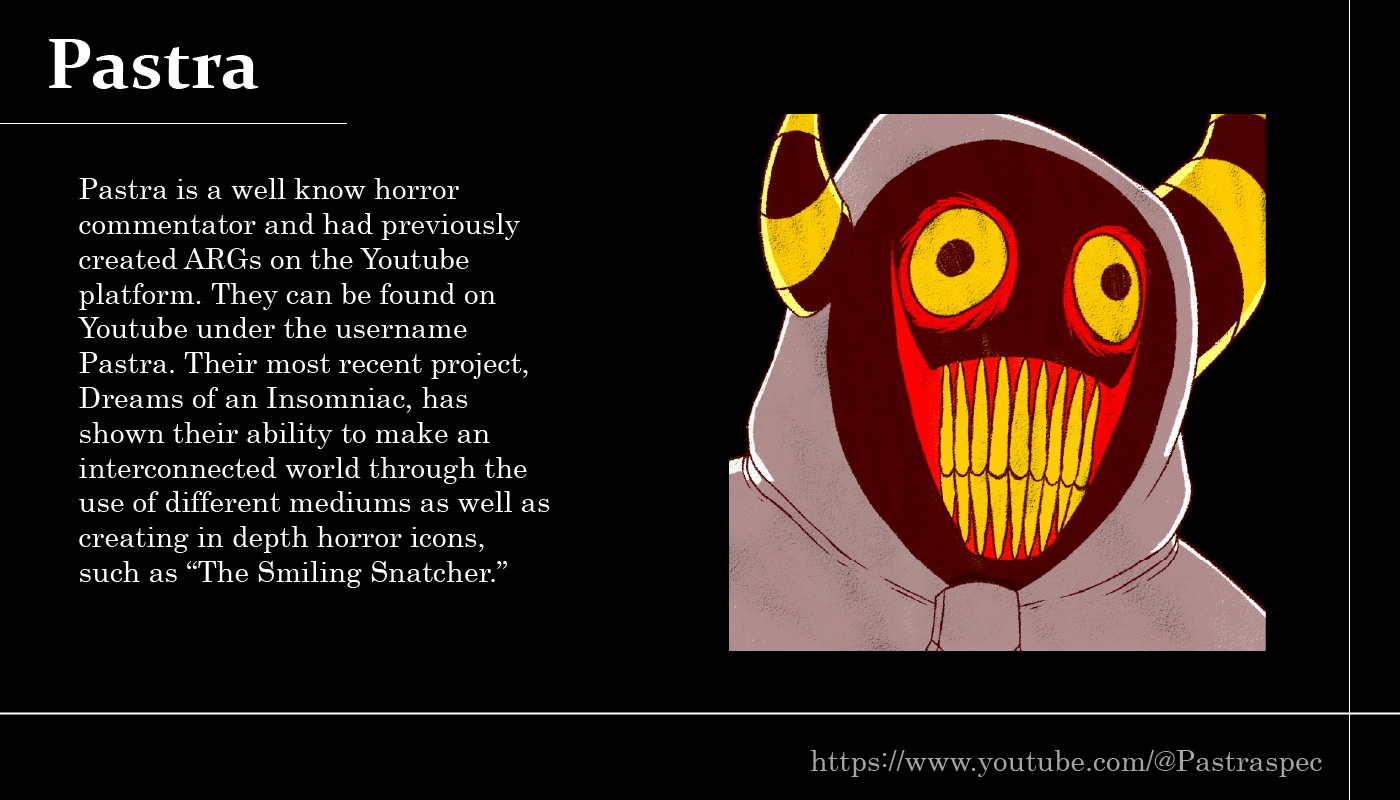 Pastra
Pastra is a well know horror
commentator and had previously
created ARGs on the Youtube
platform. They can be found on
Youtube under the username
Pastra. Their most recent project,
Dreams of an Insomniac, has
shown their ability to make an
interconnected world through the
use of different mediums as well as
creating in depth horror icons,
such as “The Smiling Snatcher.”
https://www.youtube.com/@Pastraspec